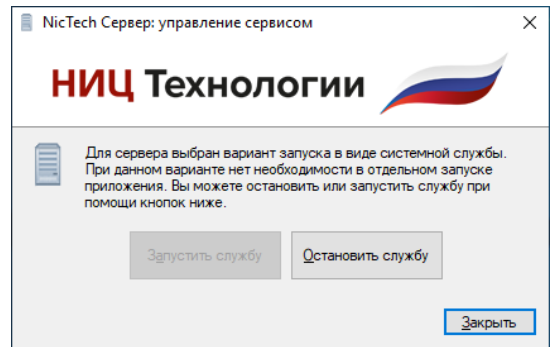 NicTech Сервер: управление сервисом
НИЦ Технологии
Для сервера выбран вариант запуска в виде системной службы.
При данном варианте нет необходимости в отдельном запуске
приложения. Вы можете остановить или запустить службу при
помощи кнопок ниже.
Запустить службу
Остановить службу
Закрыть